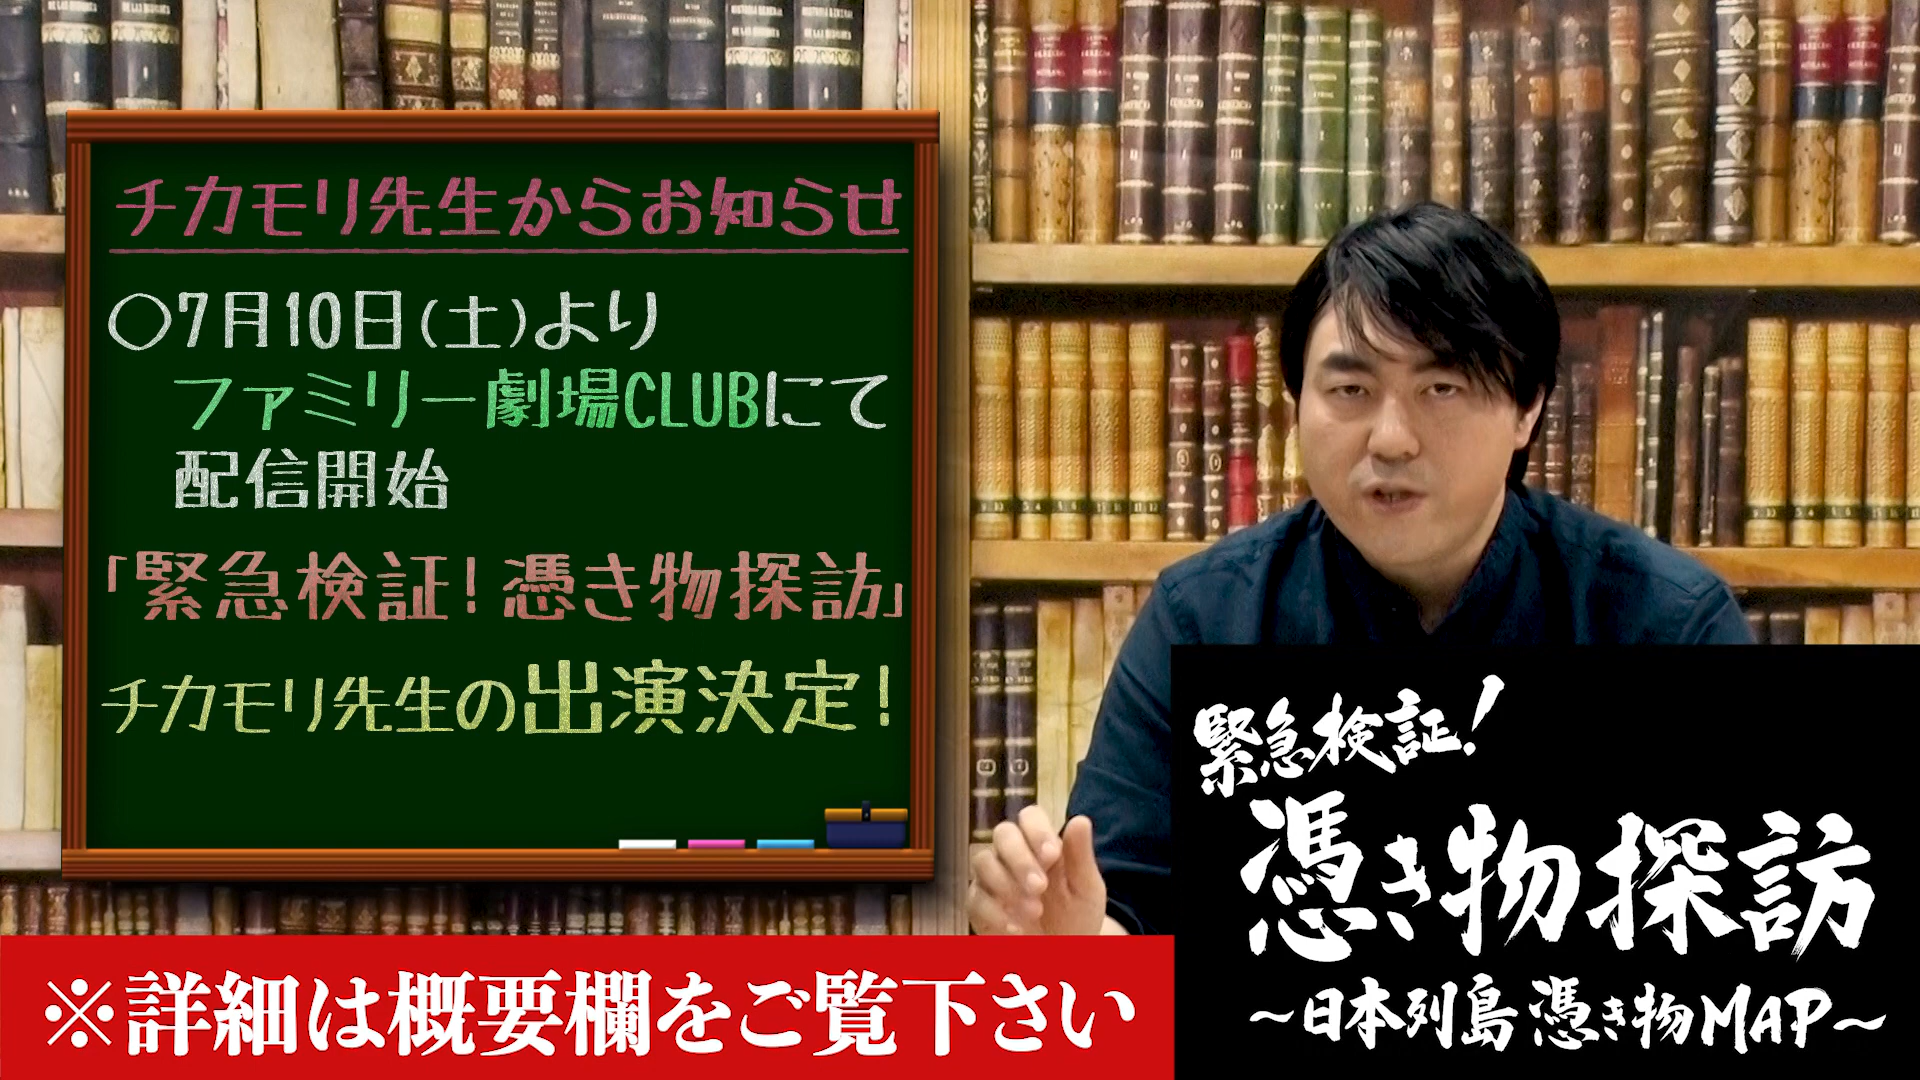 チカモリ先生からお知らせ
○7月10日(土)より
ファミリー劇場CLUBにて
配信開始
「緊急検証!憑き物探訪」
チカモリ先生の出演決定!
緊急検証!
憑き物探訪
~日本列島 憑き物MAP~
※詳細は概要欄をご覧下さい